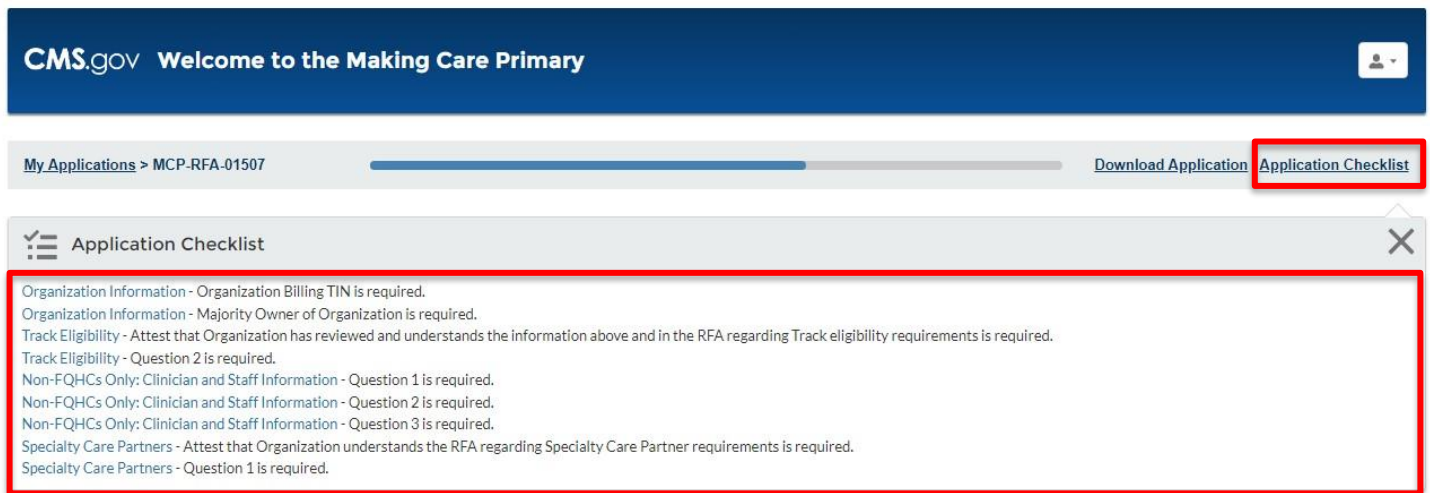 CMS.gov Welcome to the Making Care Primary
My Applications > MCP-RFA-01507 Download Application Application Checklist
Application Checklist
Organization Information - Organization Billing TIN is required.
Organization Information - Majority Owner of Organization is required.
Track Eligibility - Attest that Organization has reviewed and understands the information above and in the RFA regarding Track eligibility requirements is required.
Track Eligibility - Question 2 is required.
Non-FQHCs Only: Clinician and Staff Information - Question 1 is required.
Non-FQHCs Only: Clinician and Staff Information - Question 2 is required.
Non-FQHCs Only: Clinician and Staff Information - Question 3 is required.
Specialty Care Partners - Attest that Organization understands the RFA regarding Specialty Care Partner requirements is required.
Specialty Care Partners - Question 1 is required.